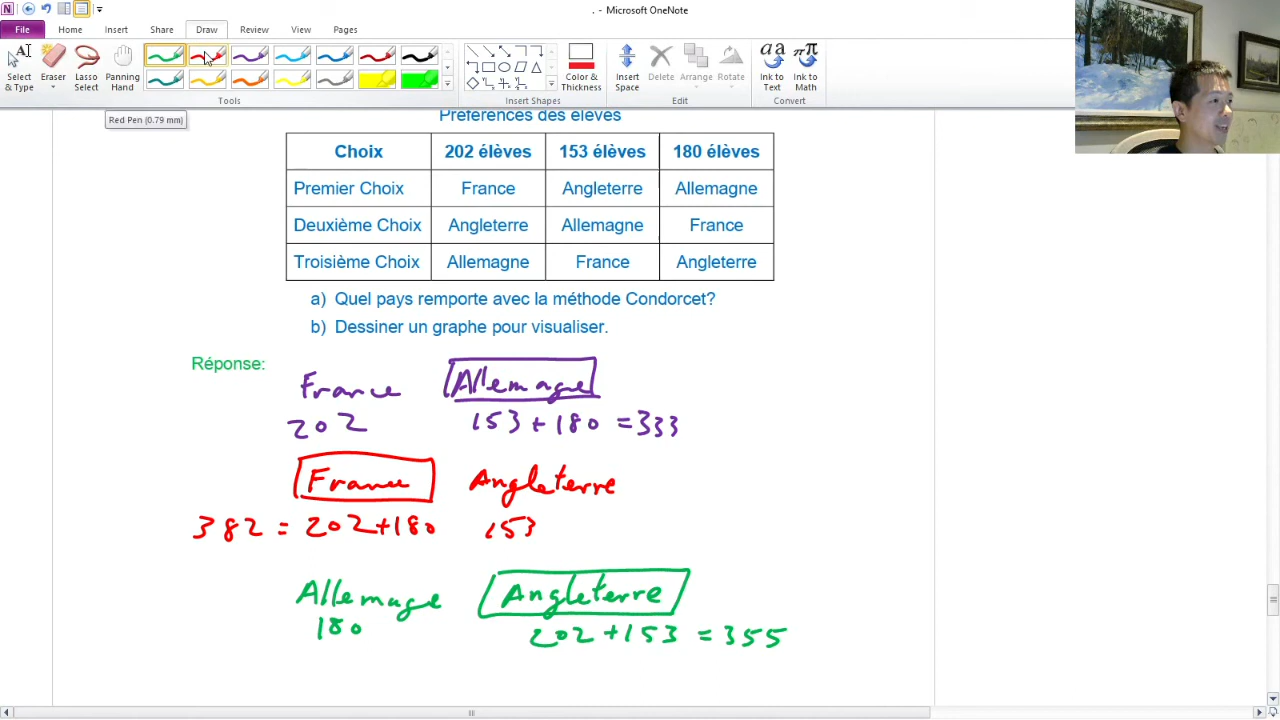 . - Microsoft OneNote
File Home Insert Share Draw Review View Pages
Select & Type Eraser Lasso Select Panning Hand Color & Thickness Insert Space Delete Arrange Rotate Ink to Text Ink to Math
Tools Insert Shapes Edit Convert
Red Pen (0.79 mm)
Préférences des élèves
Choix 202 élèves 153 élèves 180 élèves
Premier Choix France Angleterre Allemagne
Deuxième Choix Angleterre Allemagne France
Troisième Choix Allemagne France Angleterre
a) Quel pays remporte avec la méthode Condorcet?
b) Dessiner un graphe pour visualiser.
Réponse:
France Allemagne
202 153 + 180 = 333
France Angleterre
382 = 202+180 153
Allemagne Angleterre
180 202 + 153 = 355